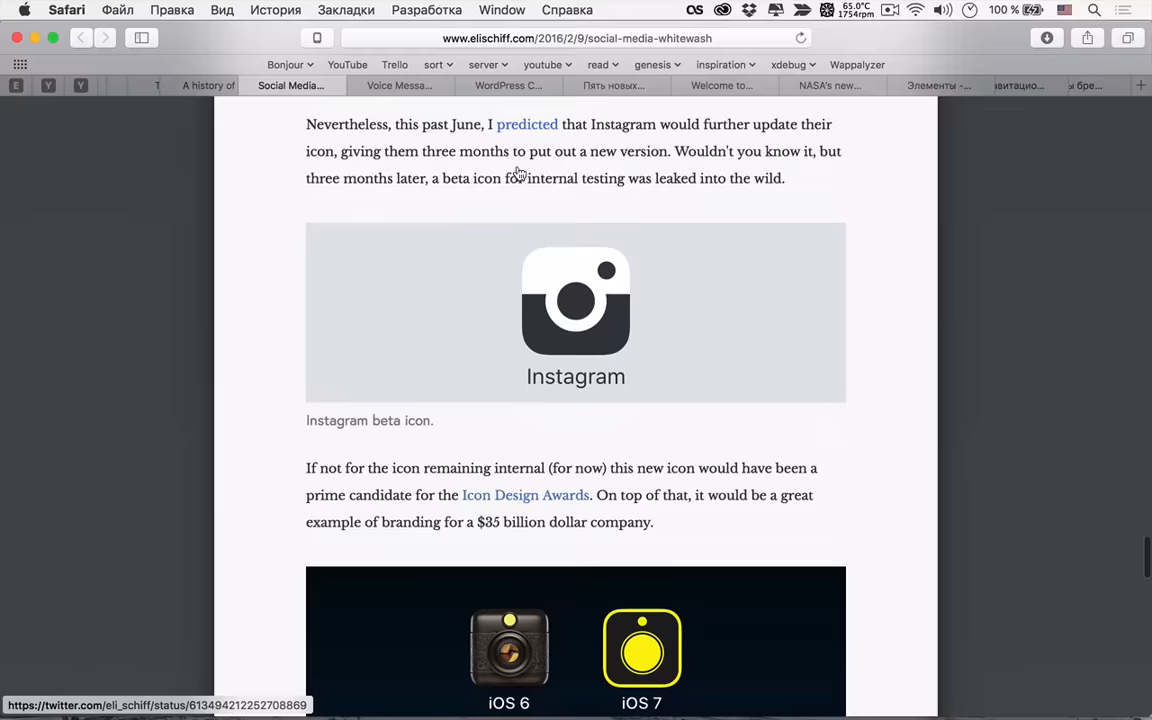 Safari Файл Правка Вид История Закладки Разработка Window Справка 65.0°C 1754rpm 100 %
www.elischiff.com/2016/2/9/social-media-whitewash
Bonjour YouTube Trello sort server youtube read genesis inspiration xdebug Wappalyzer
E Y Y T A history of Social Media... Voice Messa... WordPress C... Пять новых... Welcome to... NASA's new... Элементы -... витацио... ы бре...
Nevertheless, this past June, I predicted that Instagram would further update their
icon, giving them three months to put out a new version. Wouldn't you know it, but
three months later, a beta icon for internal testing was leaked into the wild.
Instagram
Instagram beta icon.
If not for the icon remaining internal (for now) this new icon would have been a
prime candidate for the Icon Design Awards. On top of that, it would be a great
example of branding for a $35 billion dollar company.
iOS 6 iOS 7
https://twitter.com/eli_schiff/status/613494212252708869